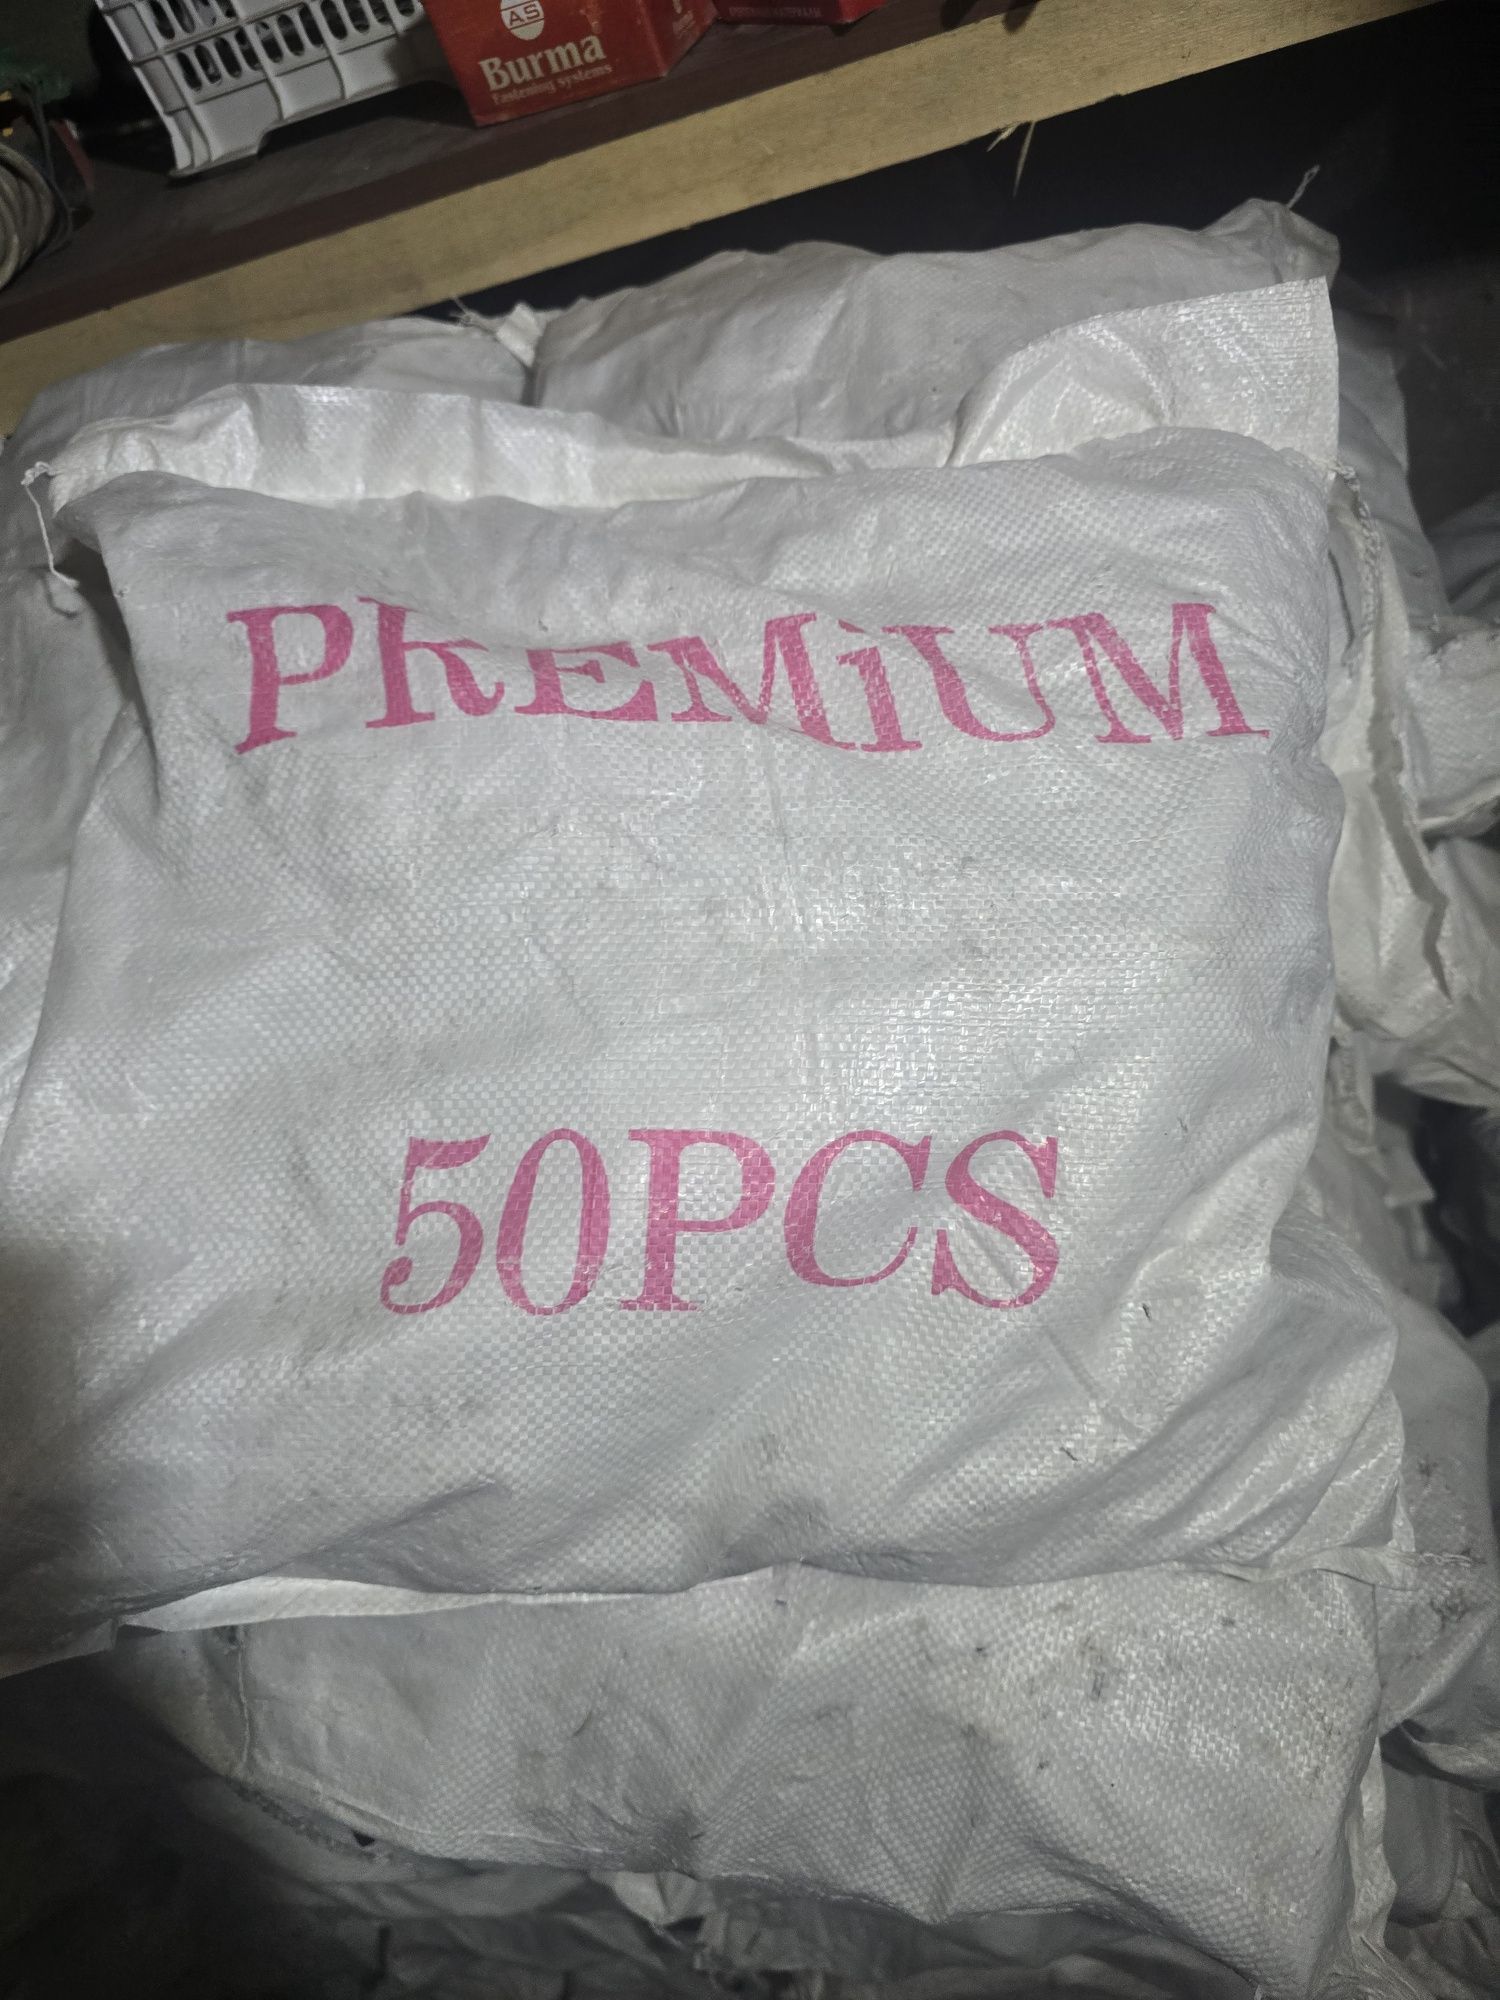 AS
Burma
Fastening systems
PREMiUM
50PCS